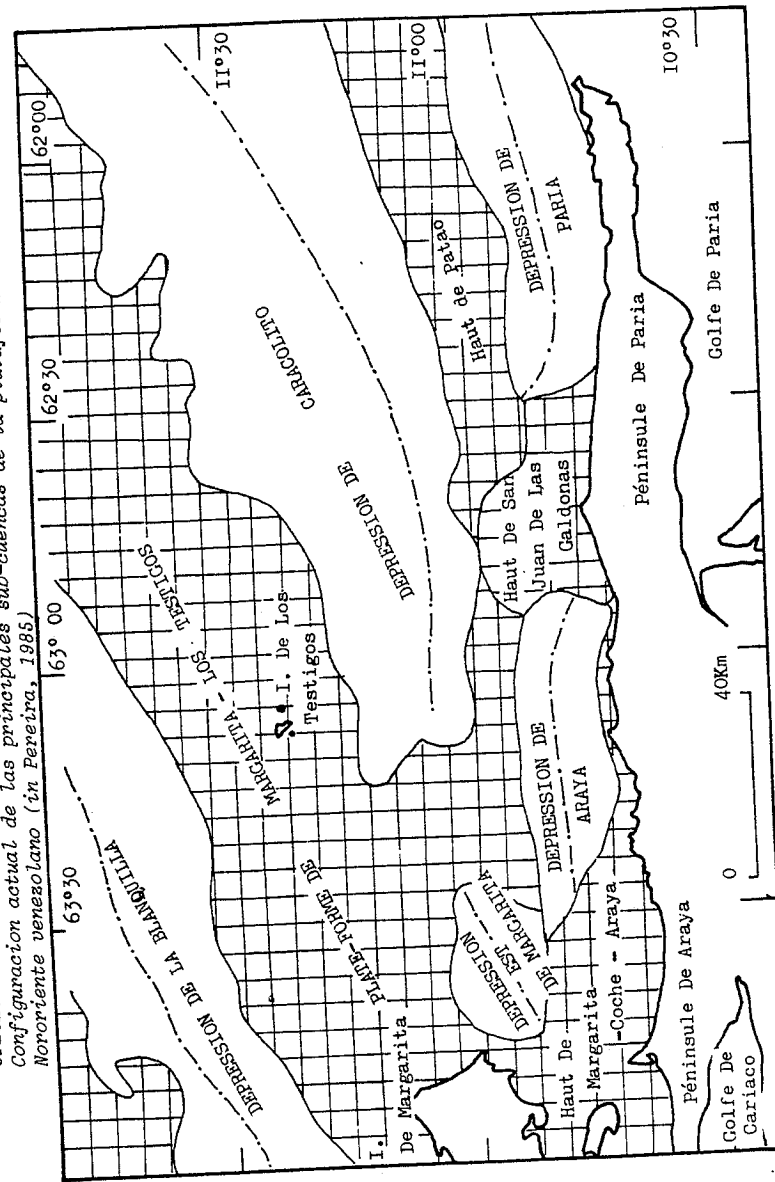 Configuracion actual de las principales sub-cuencas de la
Nororiente venezolano (in Pereira, 1985)
63°30
63° 00
62°30
62°00
11°30
11°00
10°30
DEPRESSION DE LA BLANQUILLA
PLATE-FORME DE
MARGARITA - LOS TESTIGOS
I. De Los
Testigos
DEPRESSION DE
CARACOLITO
I.
De Margarita
DEPRESSION
EST
DE MARGARITA
DEPRESSION DE
ARAYA
Haut De San
Juan De Las
Galdonas
Haut de Patao
DEPRESSION DE
PARIA
Haut De
Margarita
-Coche - Araya
Péninsule De Araya
Golfe De
Cariaco
0
40Km
Péninsule De Paria
Golfe De Paria